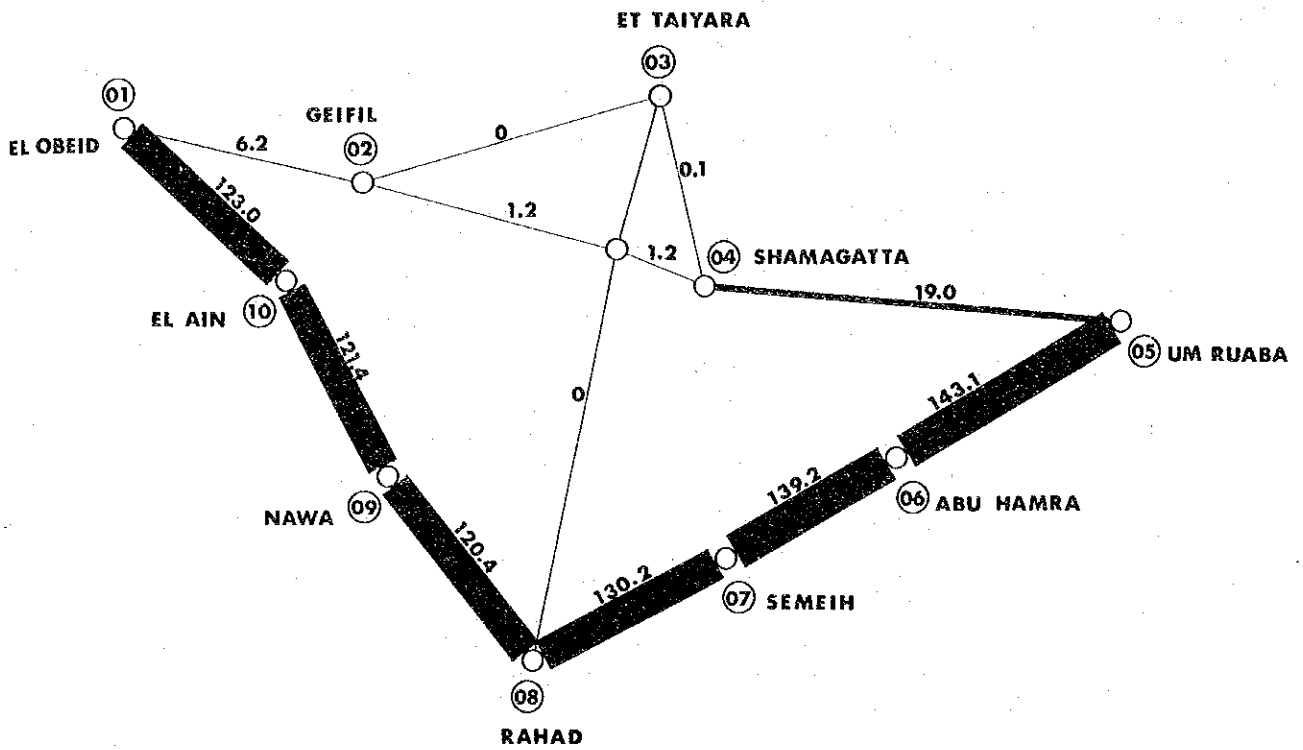 ET TAIYARA
03
01
EL OBEID
GEIFIL
02
6.2
0
0.1
123.0
1.2
1.2
04 SHAMAGATTA
19.0
10
EL AIN
05 UM RUABA
121.4
143.1
0
09
NAWA
139.2
06 ABU HAMRA
120.4
130.2
07 SEMEIH
08
RAHAD